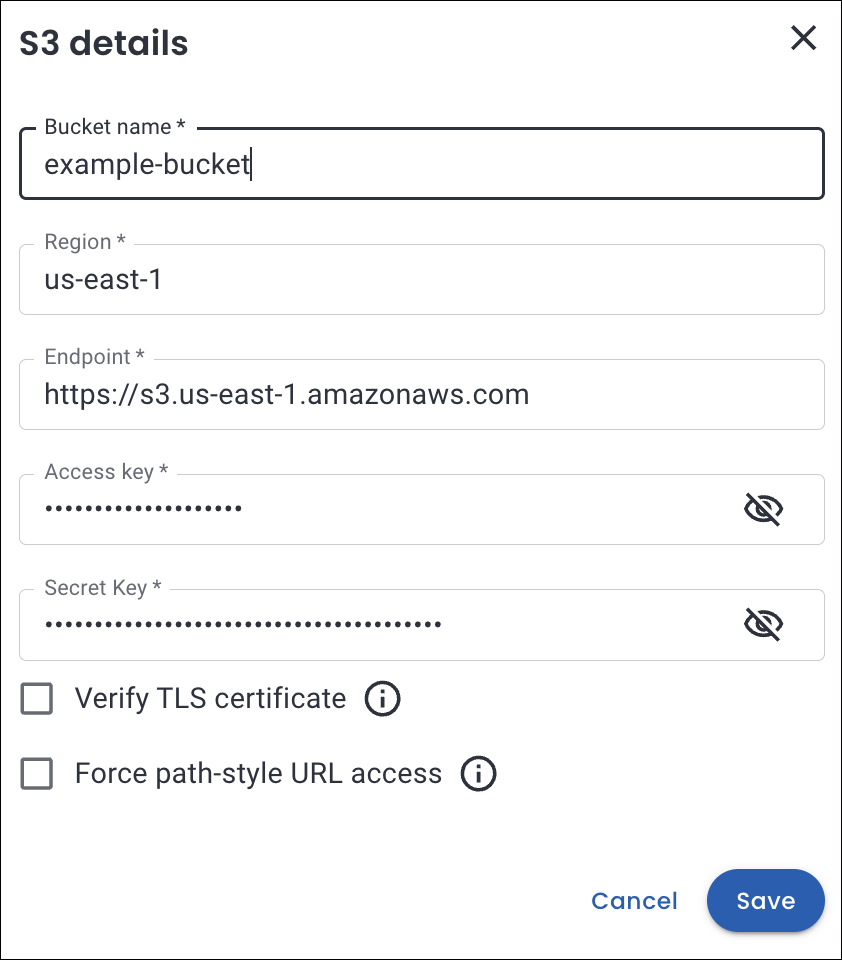 S3 details
Bucket name *
example-bucket
Region *
us-east-1
Endpoint *
https://s3.us-east-1.amazonaws.com
Access key *
••••••••••••••••••••
Secret Key *
••••••••••••••••••••••••••••••••••••••••
Verify TLS certificate
Force path-style URL access
Cancel
Save